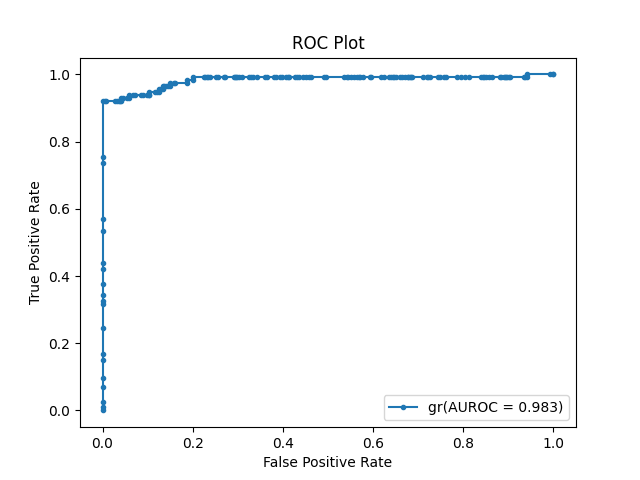 ROC Plot
True Positive Rate
1.0
0.8
0.6
0.4
0.2
0.0
gr(AUROC = 0.983)
0.0 0.2 0.4 0.6 0.8 1.0
False Positive Rate